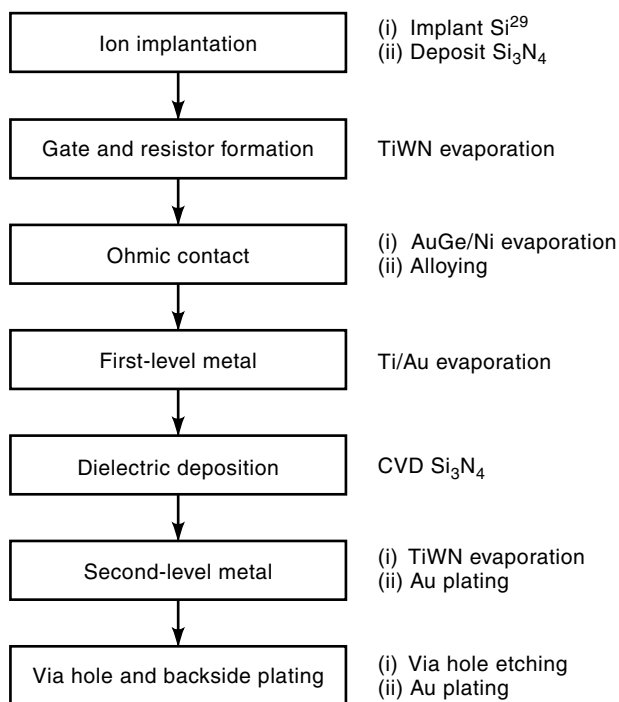 Ion implantation
(i) Implant Si²⁹
(ii) Deposit Si₃N₄
Gate and resistor formation
TiWN evaporation
Ohmic contact
(i) AuGe/Ni evaporation
(ii) Alloying
First-level metal
Ti/Au evaporation
Dielectric deposition
CVD Si₃N₄
Second-level metal
(i) TiWN evaporation
(ii) Au plating
Via hole and backside plating
(i) Via hole etching
(ii) Au plating